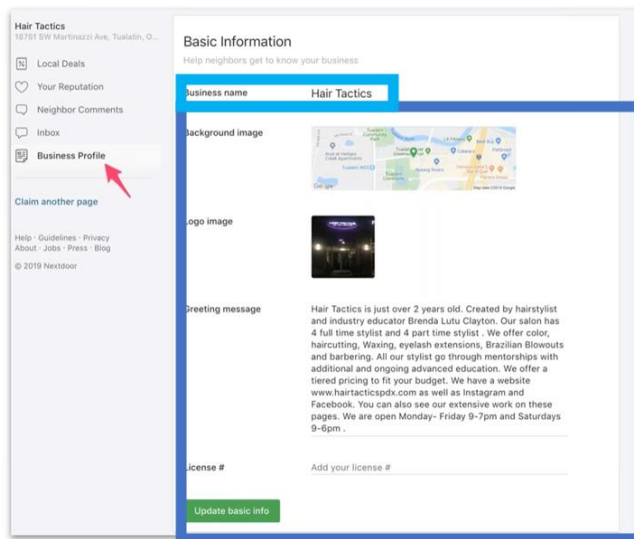 Hair Tactics
18761 SW Martinazzi Ave, Tualatin, O...
Local Deals
Your Reputation
Neighbor Comments
Inbox
Business Profile
Claim another page
Help · Guidelines · Privacy
About · Jobs · Press · Blog
© 2019 Nextdoor
Basic Information
Help neighbors get to know your business
Business name
Hair Tactics
Background image
Google
Logo image
Greeting message
Hair Tactics is just over 2 years old. Created by hairstylist
and industry educator Brenda Lutu Clayton. Our salon has
4 full time stylist and 4 part time stylist . We offer color,
haircutting, Waxing, eyelash extensions, Brazilian Blowouts
and barbering. All our stylist go through mentorships with
additional and ongoing advanced education. We offer a
tiered pricing to fit your budget. We have a website
www.hairtacticspdx.com as well as Instagram and
Facebook. You can also see our extensive work on these
pages. We are open Monday- Friday 9-7pm and Saturdays
9-6pm .
License #
Add your license #
Update basic info